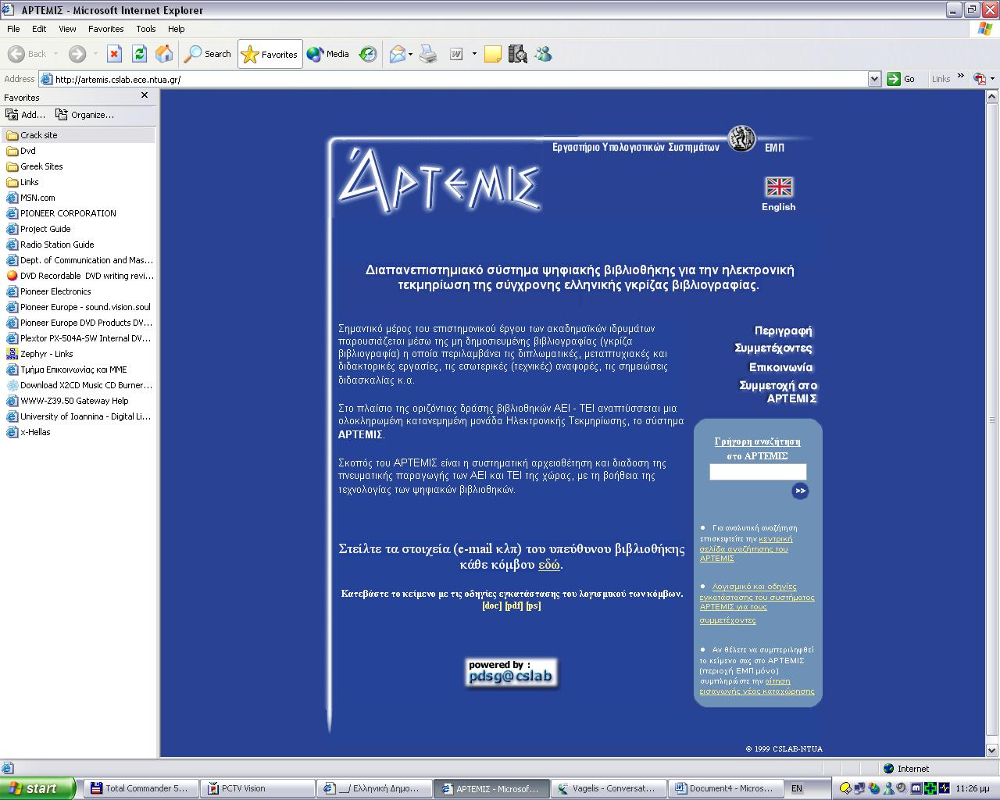 ΑΡΤΕΜΙΣ - Microsoft Internet Explorer
File Edit View Favorites Tools Help
Back Search Favorites Media
Address http://artemis.cslab.ece.ntua.gr/ Go Links
Favorites
Add... Organize...
Crack site
Dvd
Greek Sites
Links
MSN.com
PIONEER CORPORATION
Project Guide
Radio Station Guide
Dept. of Communication and Mas...
DVD Recordable DVD writing revi...
Pioneer Electronics
Pioneer Europe - sound.vision.soul
Pioneer Europe DVD Products DV...
Plextor PX-504A-SW Internal DV...
Zephyr - Links
Τμήμα Επικοινωνίας και ΜΜΕ
Download X2CD Music CD Burner...
WWW-Z39.50 Gateway Help
University of Ioannina - Digital Li...
x-Hellas
Εργαστήριο Υπολογιστικών Συστημάτων ΕΜΠ
ΆΡΤΕΜΙΣ
English
Διαπανεπιστημιακό σύστημα ψηφιακής βιβλιοθήκης για την ηλεκτρονική
τεκμηρίωση της σύγχρονης ελληνικής γκρίζας βιβλιογραφίας.
Σημαντικό μέρος του επιστημονικού έργου των ακαδημαϊκών ιδρυμάτων
παρουσιάζεται μέσω της μη δημοσιευμένης βιβλιογραφίας (γκρίζα
βιβλιογραφία) η οποία περιλαμβάνει τις διπλωματικές, μεταπτυχιακές και
διδακτορικές εργασίες, τις εσωτερικές (τεχνικές) αναφορές, τις σημειώσεις
διδασκαλίας κ.α.
Στο πλαίσιο της οριζόντιας δράσης βιβλιοθηκών ΑΕΙ - ΤΕΙ αναπτύσσεται μια
ολοκληρωμένη κατανεμημένη μονάδα Ηλεκτρονικής Τεκμηρίωσης, το σύστημα
ΑΡΤΕΜΙΣ.
Σκοπός του ΑΡΤΕΜΙΣ είναι η συστηματική αρχειοθέτηση και διαδοση της
πνευματικής παραγωγής των ΑΕΙ και ΤΕΙ της χώρας, με τη βοήθεια της
τεχνολογίας των ψηφιακών βιβλιοθηκών.
Στείλτε τα στοιχεία (e-mail κλπ) του υπεύθυνου βιβλιοθήκης
κάθε κόμβου εδώ.
Κατεβάστε το κείμενο με τις οδηγίες εγκατάστασης του λογισμικού των κόμβων.
[doc] [pdf] [ps]
powered by :
pdsg@cslab
Περιγραφή
Συμμετέχοντες
Επικοινωνία
Συμμετοχή στο
ΑΡΤΕΜΙΣ
Γρήγορη αναζήτηση
στο ΑΡΤΕΜΙΣ
>>
● Για αναλυτική αναζήτηση
επισκεφτείτε την κεντρική
σελίδα αναζήτησης του
ΑΡΤΕΜΙΣ
● Λογισμικό και οδηγίες
εγκατάστασης του συστήματος
ΑΡΤΕΜΙΣ για τους
συμμετέχοντες
● Αν θέλετε να συμπεριληφθεί
το κείμενο σας στο ΑΡΤΕΜΙΣ
(περιοχή ΕΜΠ μόνο)
συμπληρώστε την αίτηση
εισαγωγής νέας καταχώρησης
© 1999 CSLAB-NTUA
Internet
start Total Commander 5... PCTV Vision __/ Ελληνική Δημο... ΑΡΤΕΜΙΣ - Microsof... Vagelis - Conversat... Document4 - Micros... EN 11:26 μμ